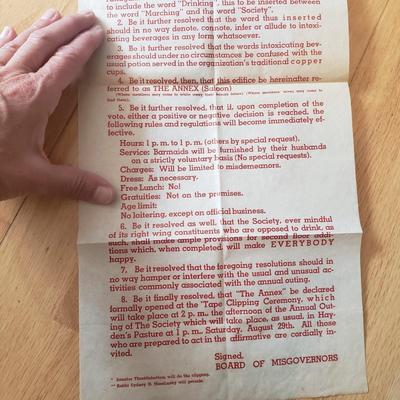 to include the word "Drinking", this to be inserted between
the word "Marching" and the word "Society".
2. Be it further resolved that the word thus inserted
should in no way denote, connote, infer or allude to intoxi-
cating beverages in any form whatsoever.
3. Be it further resolved that the words intoxicating bev-
erages should under no circumstance be confused with the
usual potion served in the organization's traditional copper
cups.
4. Be it resolved, then, that this edifice be hereinafter re-
ferred to as THE ANNEX (Saloon)
5. Be it further resolved, that if, upon completion of the
vote, either a positive or negative decision is reached, the
following rules and regulations will become immediately ef-
fective.
Hours: 1 p.m. to 1 p.m. (others by special request).
Service: Barmaids will be furnished by their husbands
on a strictly voluntary basis (No special requests).
Charges: Will be limited to misdemeanors.
Dress: As necessary.
Free Lunch: No!
Gratuities: Not on the premises.
Age limit:
No loitering, except on official business.
6. Be it resolved as well, that the Society, ever mindful
of its right wing constituents who are opposed to drink, as
such, shall make ample provisions for second floor addi-
tions which, when completed will make EVERYBODY
happy.
7. Be it resolved that the foregoing resolutions should in
no way hamper or interfere with the usual and unusual ac-
tivities commonly associated with the annual outing.
8. Be it finally resolved, that "The Annex" be declared
formally opened at the "Tape Clipping Ceremony, which
will take place at 2 p.m., the afternoon of the Annual Out-
ing of The Society which will take place, as usual, in Hay-
den's Pasture at 1 p.m., Saturday, August 29th. All those
who are prepared to act in the affirmative are cordially in-
vited.
Signed,
BOARD OF MISGOVERNORS
will do the clipping.
will preside.